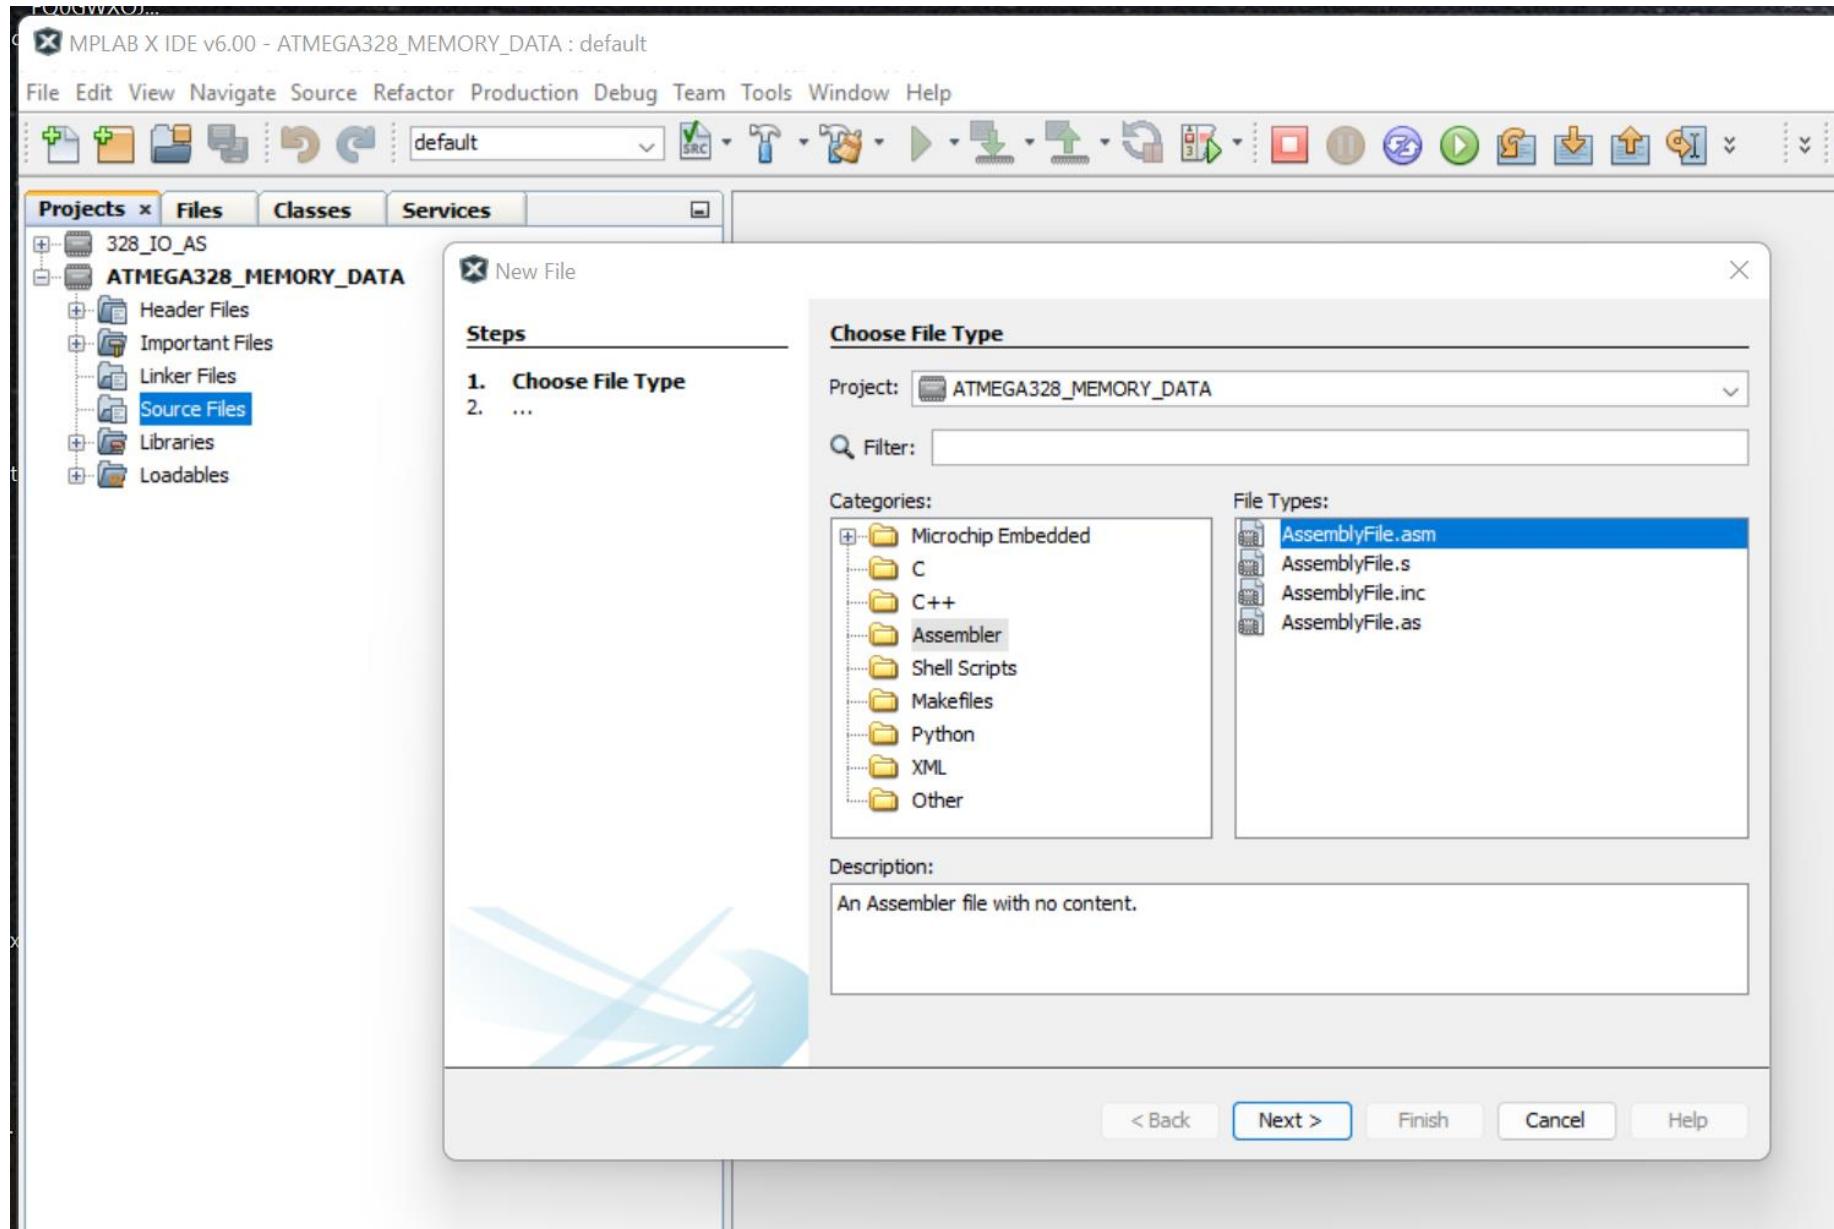 MPLAB X IDE v6.00 - ATMEGA328_MEMORY_DATA : default
File Edit View Navigate Source Refactor Production Debug Team Tools Window Help
default
SRC
Projects × Files Classes Services
328_IO_AS
ATMEGA328_MEMORY_DATA
Header Files
Important Files
Linker Files
Source Files
Libraries
Loadables
New File
Steps
1. Choose File Type
2. ...
Choose File Type
Project: ATMEGA328_MEMORY_DATA
Filter:
Categories:
Microchip Embedded
C
C++
Assembler
Shell Scripts
Makefiles
Python
XML
Other
File Types:
AssemblyFile.asm
AssemblyFile.s
AssemblyFile.inc
AssemblyFile.as
Description:
An Assembler file with no content.
< Back Next > Finish Cancel Help